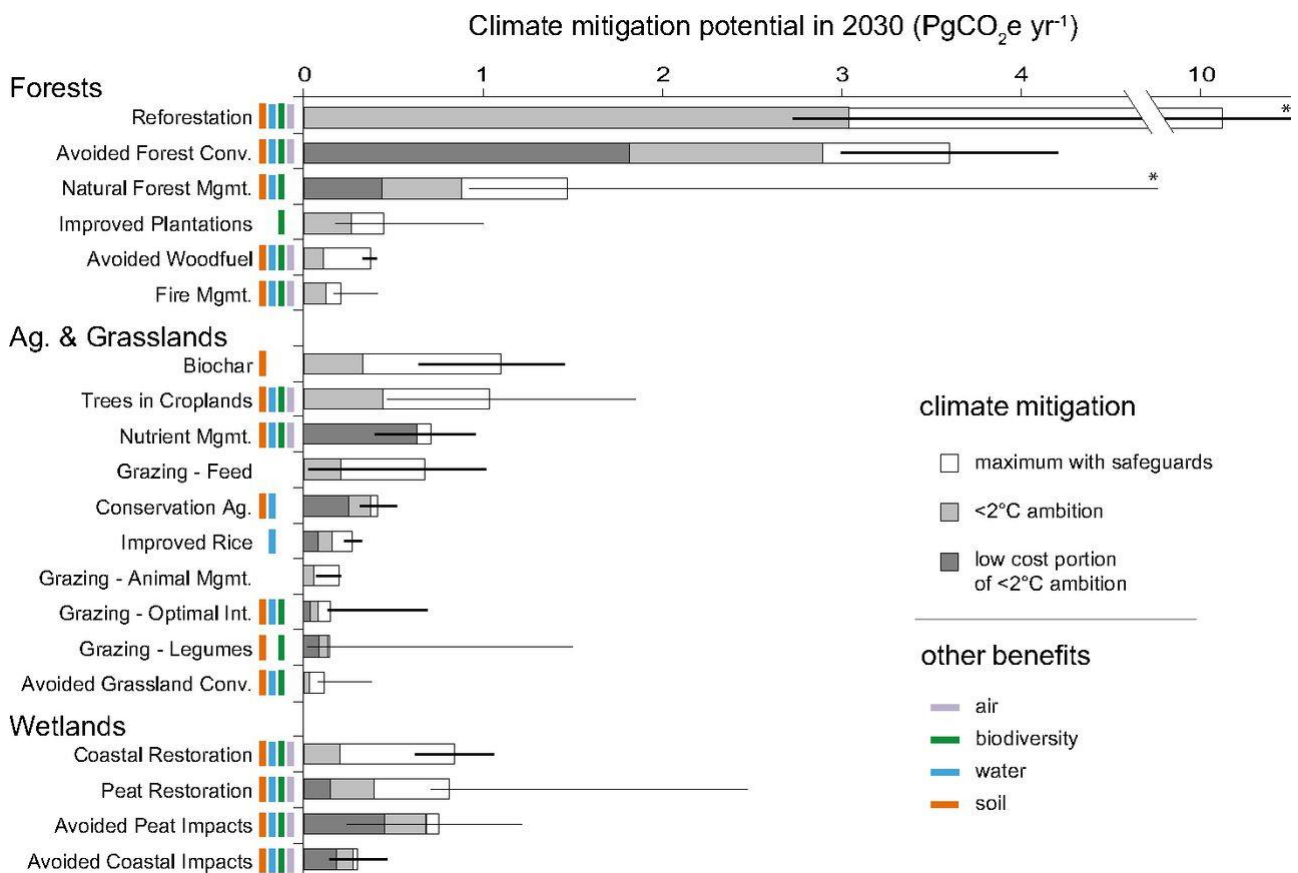 Climate mitigation potential in 2030 (PgCO₂e yr⁻¹)
0 1 2 3 4 10
Forests
Reforestation *
Avoided Forest Conv.
Natural Forest Mgmt. *
Improved Plantations
Avoided Woodfuel
Fire Mgmt.
Ag. & Grasslands
Biochar
Trees in Croplands
Nutrient Mgmt.
Grazing - Feed
Conservation Ag.
Improved Rice
Grazing - Animal Mgmt.
Grazing - Optimal Int.
Grazing - Legumes
Avoided Grassland Conv.
Wetlands
Coastal Restoration
Peat Restoration
Avoided Peat Impacts
Avoided Coastal Impacts
climate mitigation
maximum with safeguards
<2°C ambition
low cost portion
of <2°C ambition
other benefits
air
biodiversity
water
soil